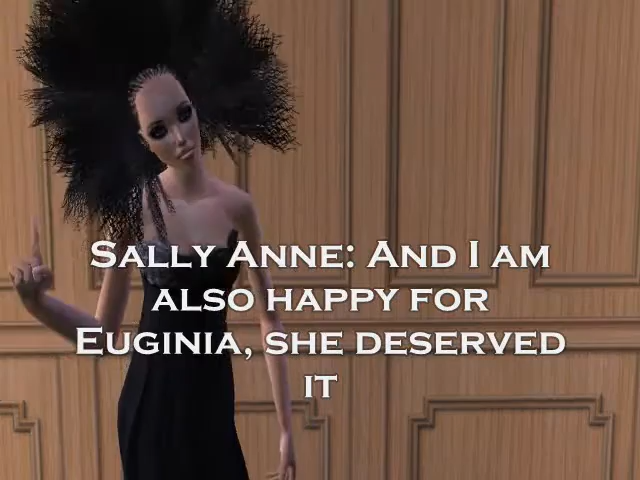 Sally Anne: And I am
also happy for
Euginia, she deserved
it